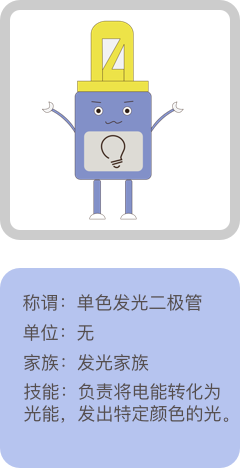 称谓：单色发光二极管
单位：无
家族：发光家族
技能：负责将电能转化为
光能，发出特定颜色的光。